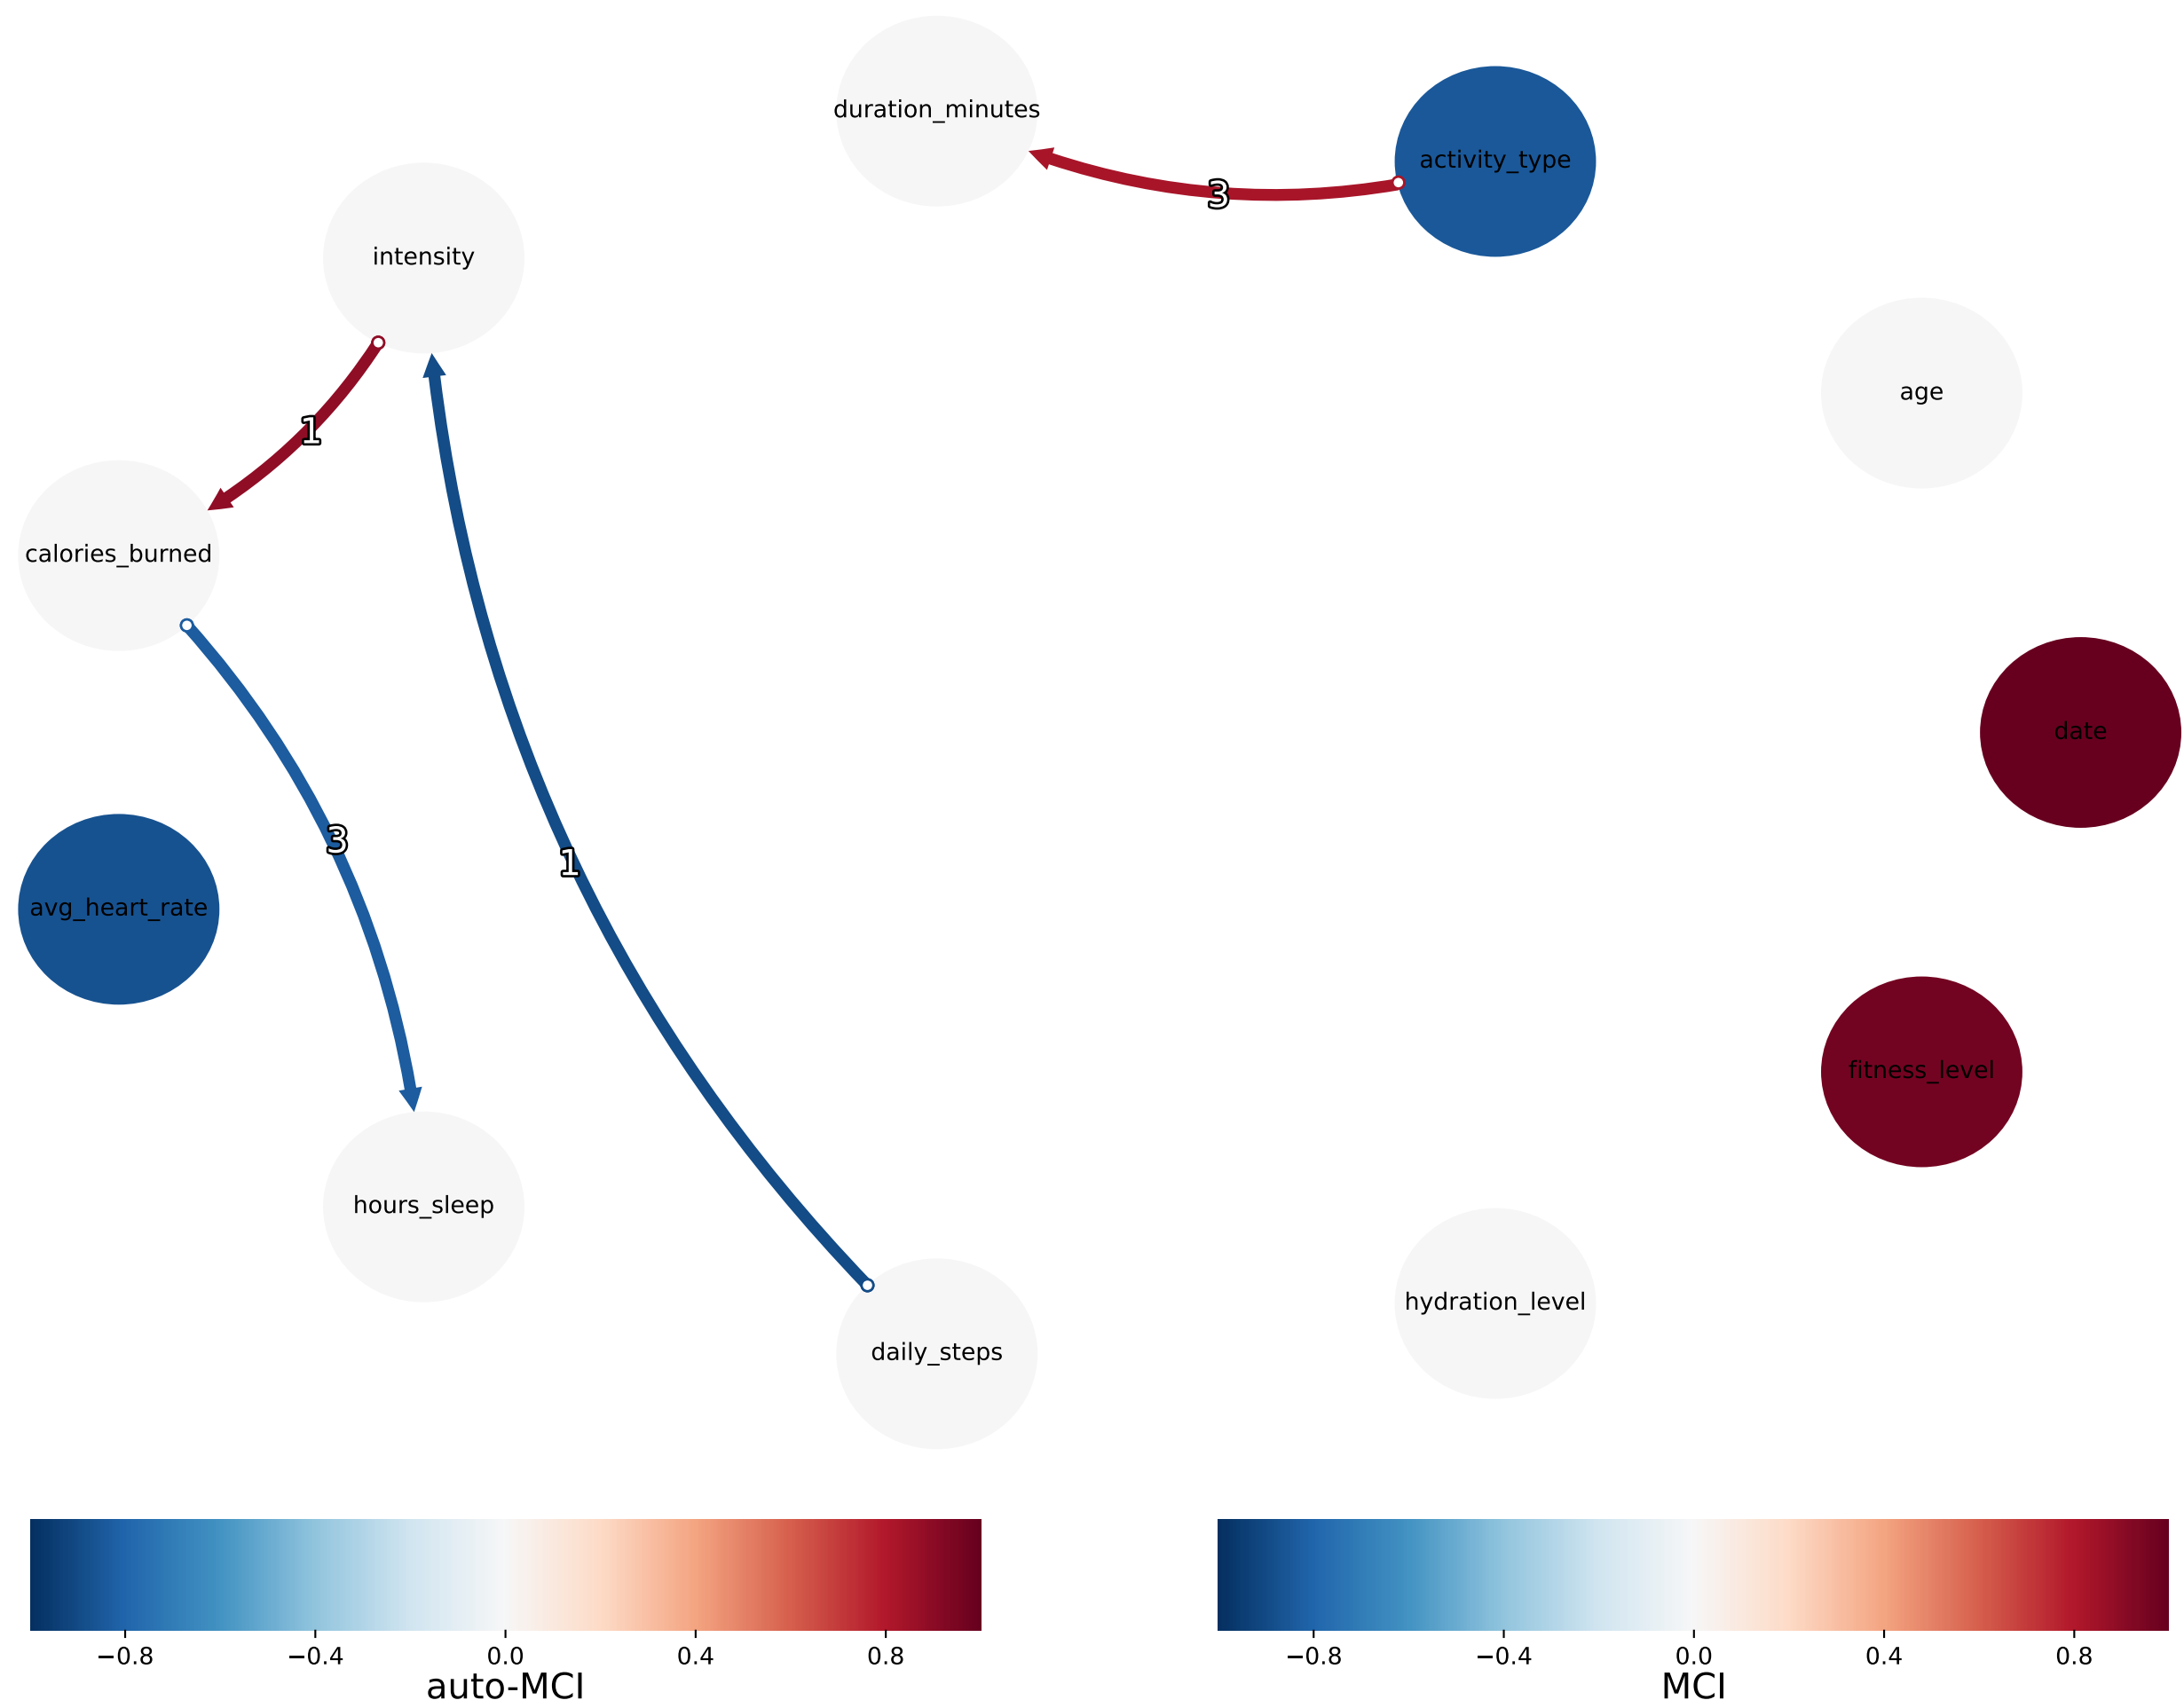 duration_minutes
activity_type
3
intensity
age
1
calories_burned
date
3
1
avg_heart_rate
fitness_level
hours_sleep
hydration_level
daily_steps
−0.8 −0.4 0.0 0.4 0.8
auto-MCI
−0.8 −0.4 0.0 0.4 0.8
MCI